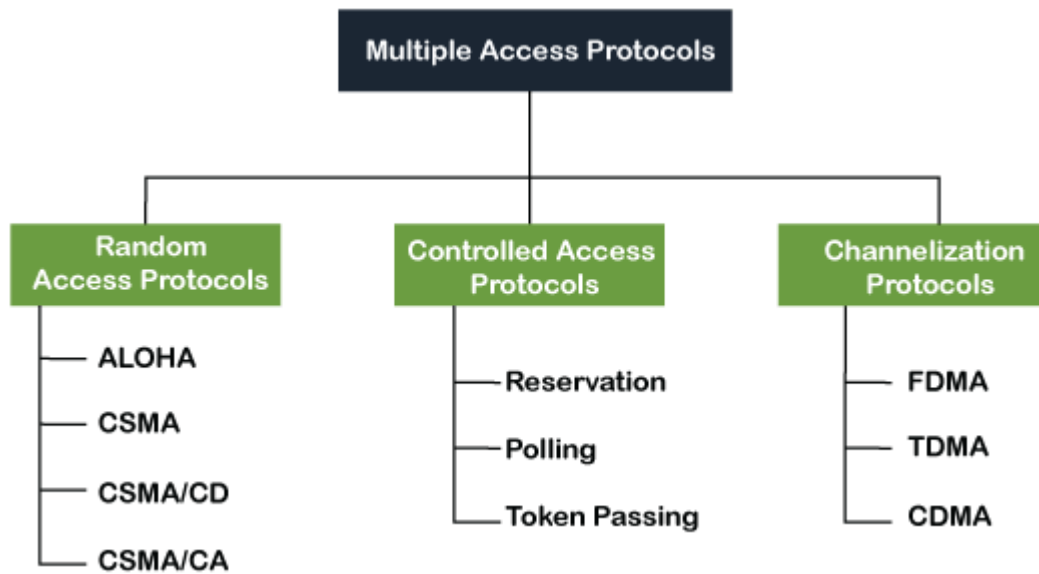 Multiple Access Protocols
Random
Access Protocols
ALOHA
CSMA
CSMA/CD
CSMA/CA
Controlled Access
Protocols
Reservation
Polling
Token Passing
Channelization
Protocols
FDMA
TDMA
CDMA